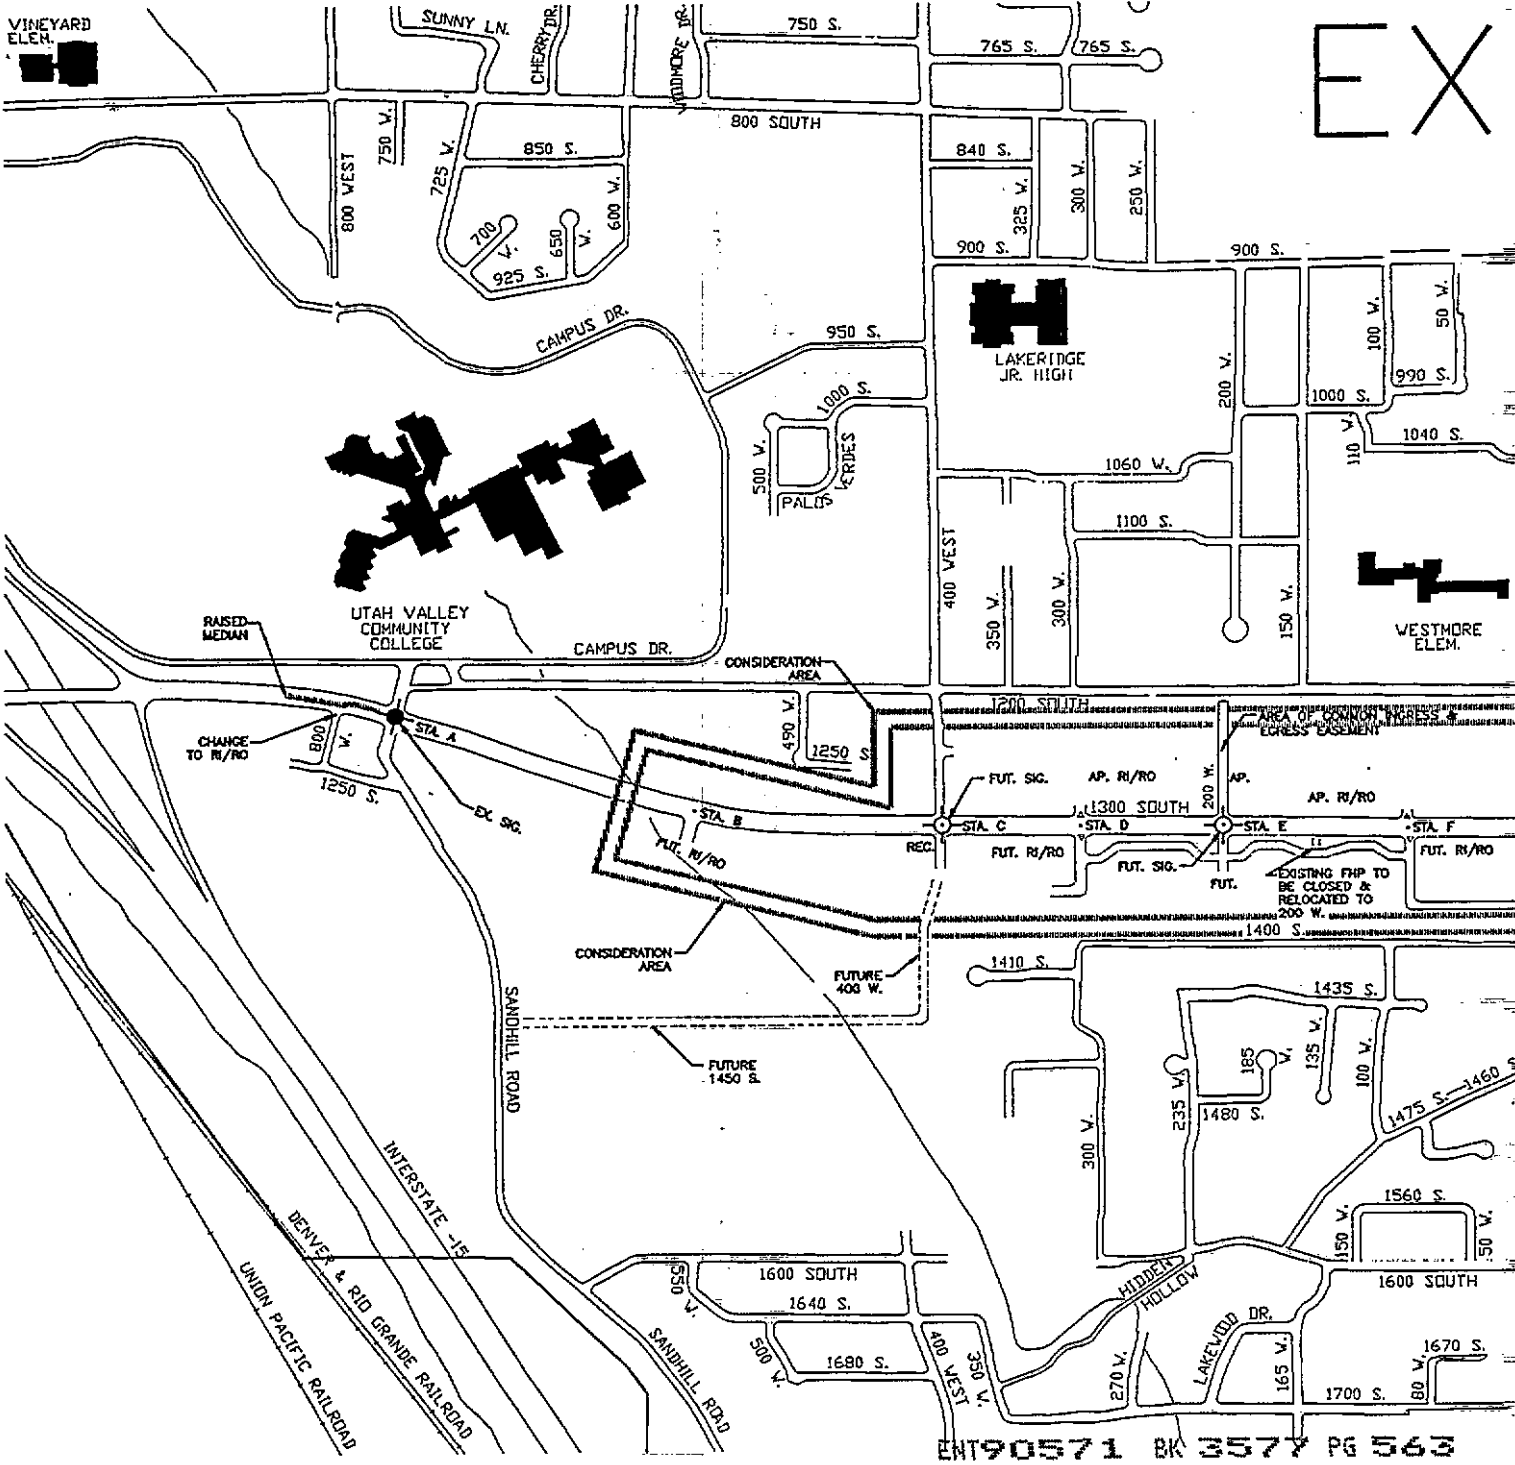 VINEYARD
ELEM.
SUNNY LN.
CHERRY DR.
WINDMORE DR.
750 S.
765 S.
765 S.
EX
800 SOUTH
800 WEST
750 W.
725 W.
850 S.
600 W.
700 W.
650 W.
925 S.
840 S.
325 W.
300 W.
250 W.
900 S.
900 S.
CAMPUS DR.
950 S.
LAKERIDGE
JR. HIGH
200 W.
100 W.
50 W.
990 S.
1000 S.
1000 S.
110 W.
1040 S.
500 W.
PALOS VERDES
1060 W.
1100 S.
400 WEST
350 W.
300 W.
150 W.
WESTMORE
ELEM.
UTAH VALLEY
COMMUNITY
COLLEGE
RAISED
MEDIAN
CAMPUS DR.
CONSIDERATION
AREA
1200 SOUTH
AREA OF COMMON INGRESS &
EGRESS EASEMENT
CHANGE
TO RI/RO
800 W.
STA. A
490 W.
1250 S.
1250 S.
EX. SIG.
STA. B
FUT. RI/RO
FUT. SIG.
AP. RI/RO
200 W.
AP.
AP. RI/RO
1300 SOUTH
STA. C
STA. D
STA. E
STA. F
REC.
FUT. RI/RO
FUT. SIG.
FUT.
FUT. RI/RO
EXISTING FHP TO
BE CLOSED &
RELOCATED TO
200 W.
1400 S.
CONSIDERATION
AREA
FUTURE
400 W.
1410 S.
1435 S.
SANDHILL ROAD
FUTURE
1450 S.
185 W.
135 W.
100 W.
235 W.
1480 S.
1475 S.
1460 S
300 W.
INTERSTATE -15
DENVER & RIO GRANDE RAILROAD
UNION PACIFIC RAILROAD
1560 S.
150 W.
50 W.
1600 SOUTH
1600 SOUTH
HIDDEN
HOLLOW
550 W.
1640 S.
500 W.
1680 S.
SANDHILL ROAD
400 WEST
350 W.
270 W.
LAKEWOOD DR.
165 W.
80 W.
1670 S.
1700 S.
ENT90571 BK 3577 PG 563